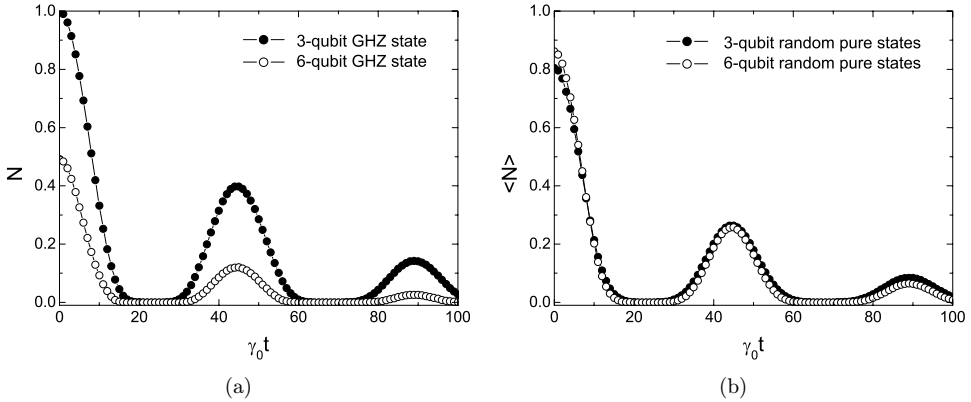 1.0
0.8
0.6
0.4
0.2
0.0
N
3-qubit GHZ state
6-qubit GHZ state
0 20 40 60 80 100
γ₀t
(a)
1.0
0.8
0.6
0.4
0.2
0.0
<N>
3-qubit random pure states
6-qubit random pure states
0 20 40 60 80 100
γ₀t
(b)